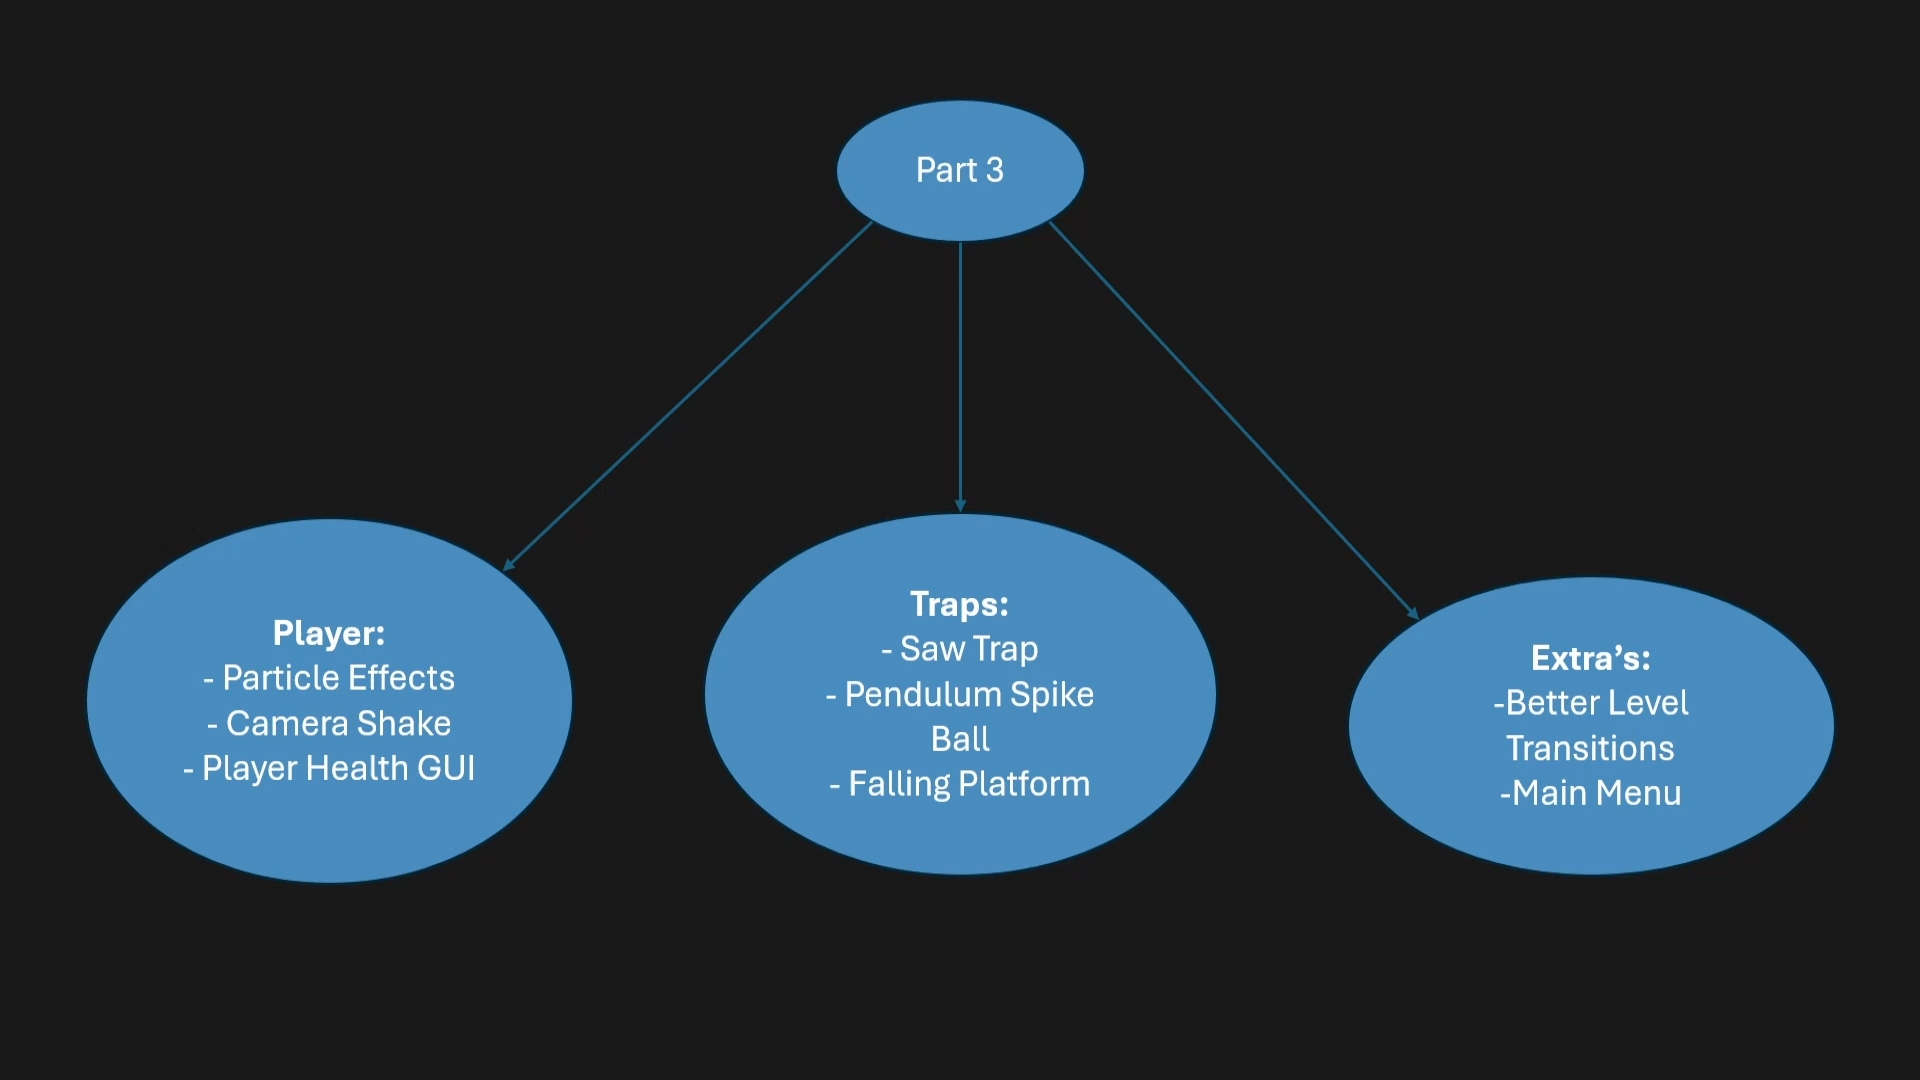 Part 3
Player:
- Particle Effects
- Camera Shake
- Player Health GUI
Traps:
- Saw Trap
- Pendulum Spike
Ball
- Falling Platform
Extra’s:
-Better Level
Transitions
-Main Menu